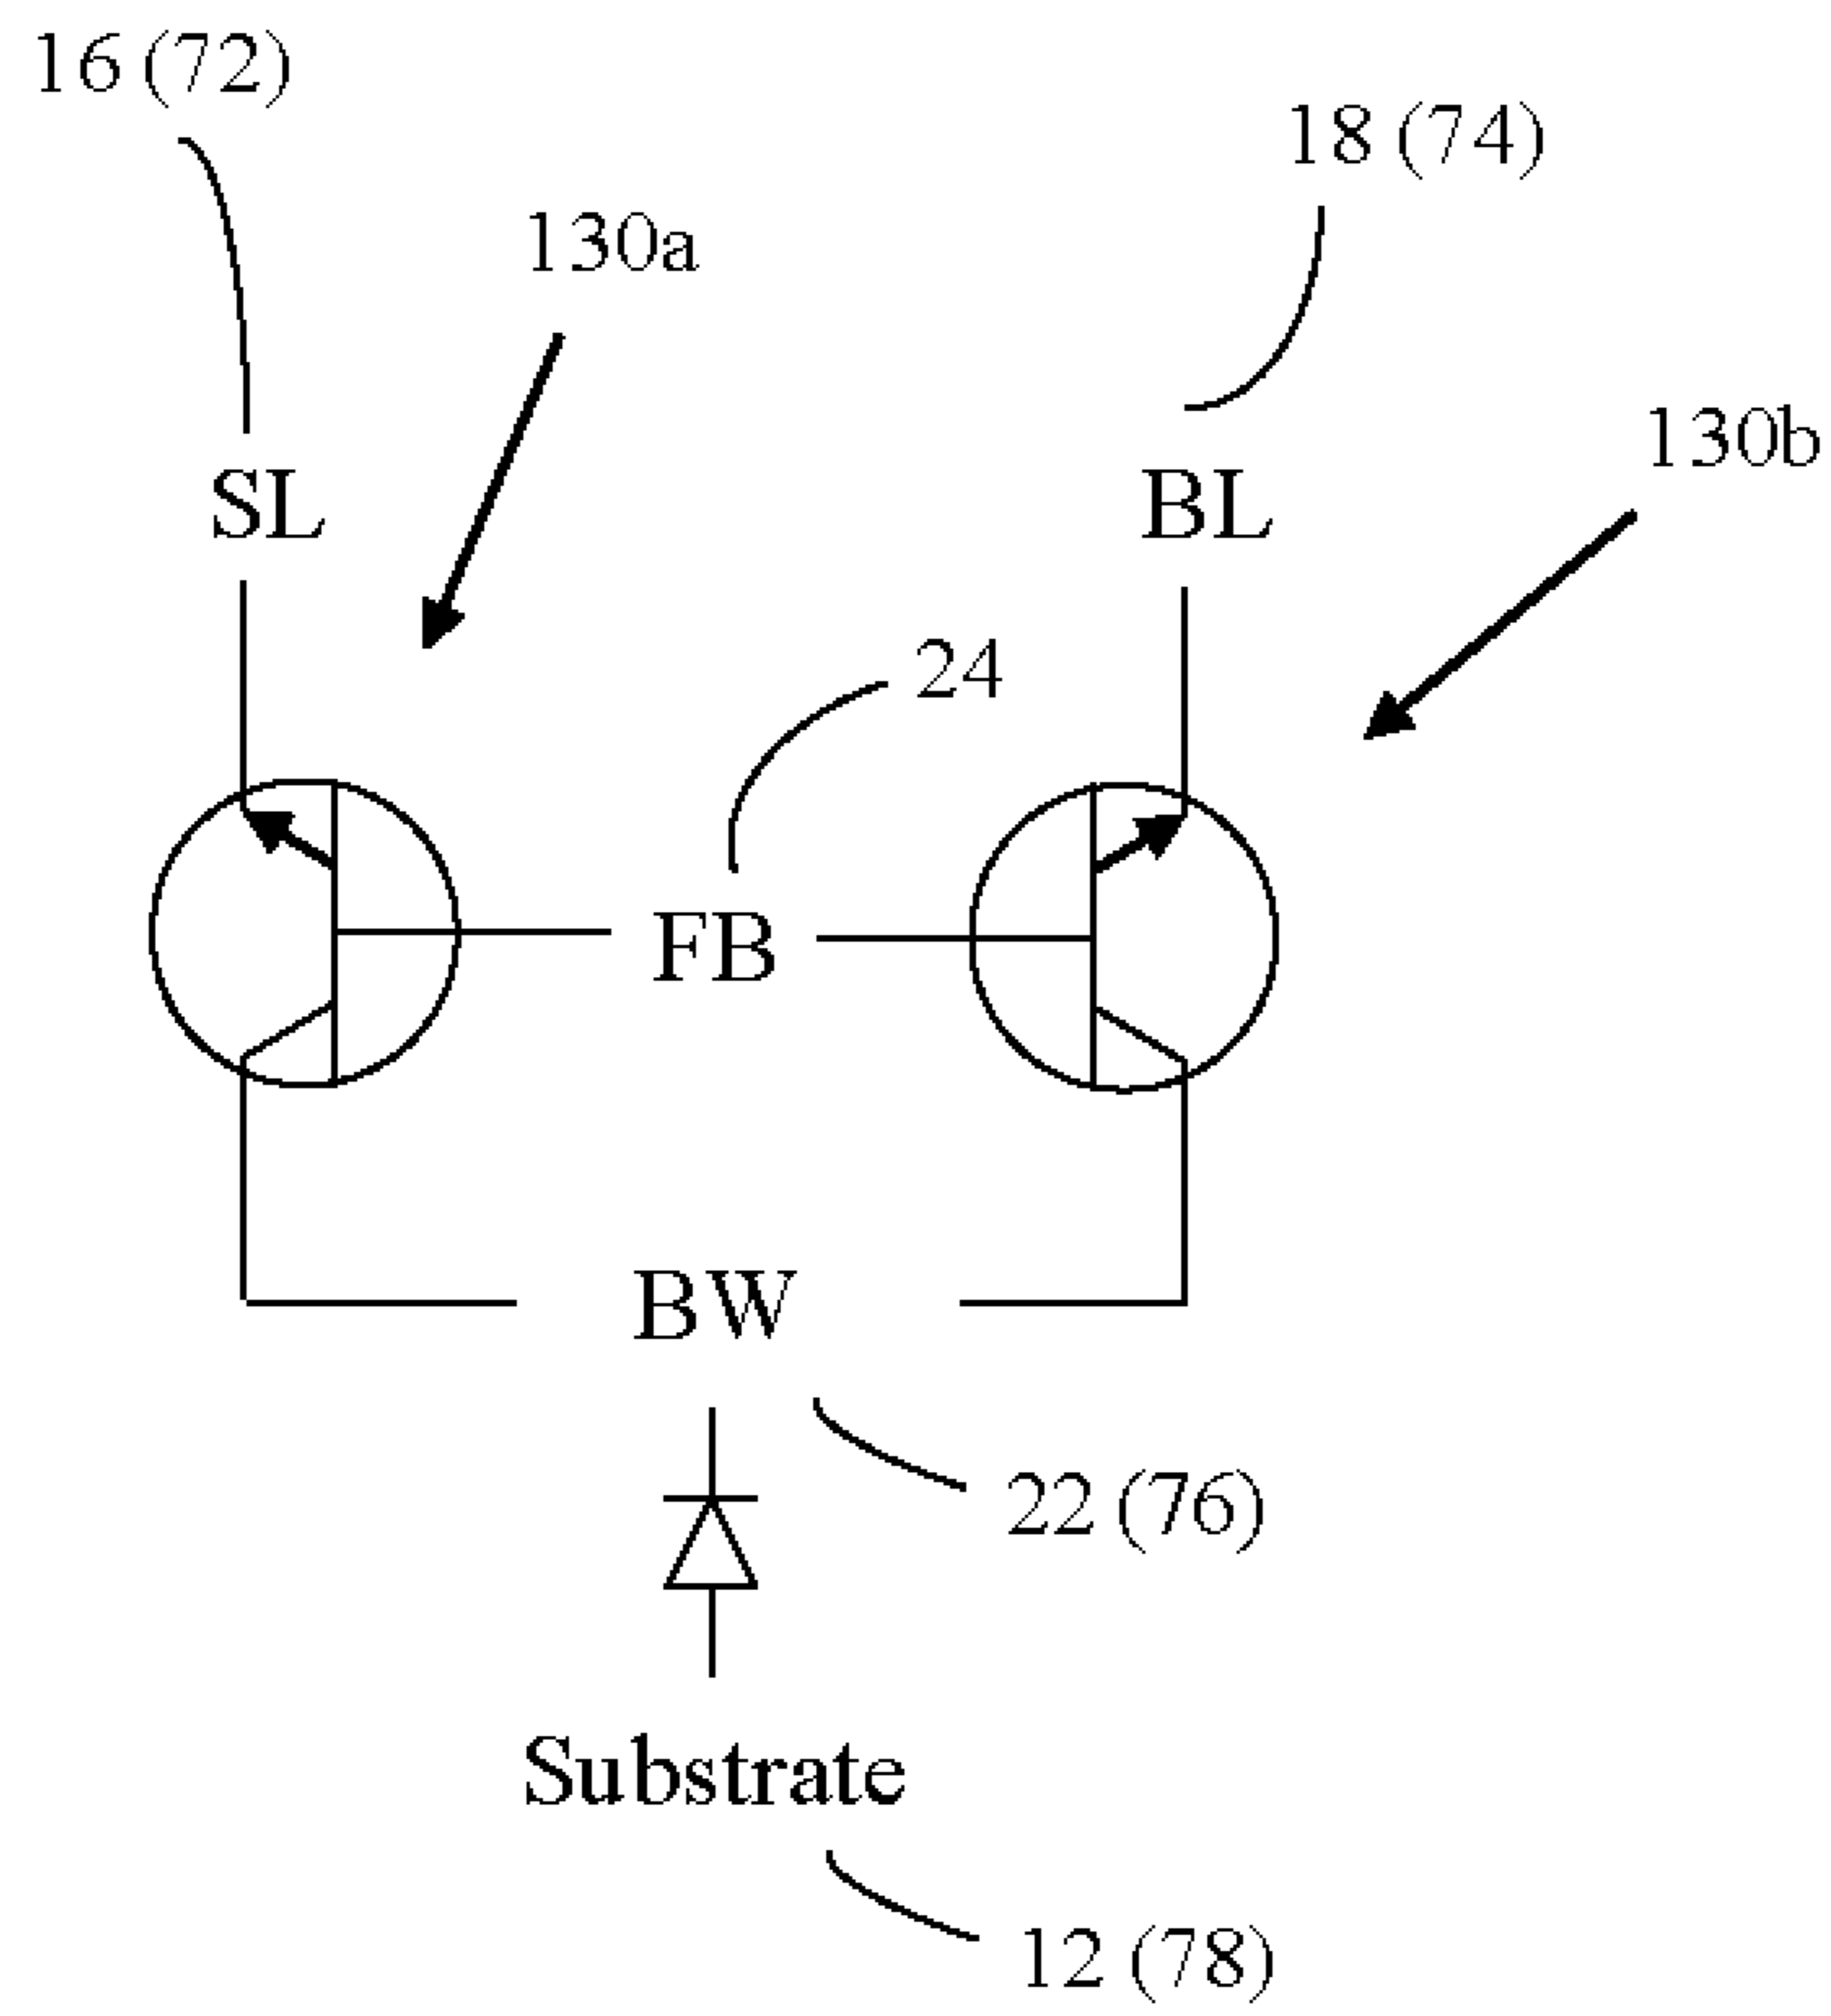 16 (72)
18 (74)
130a
130b
SL
BL
24
FB
BW
22 (76)
Substrate
12 (78)